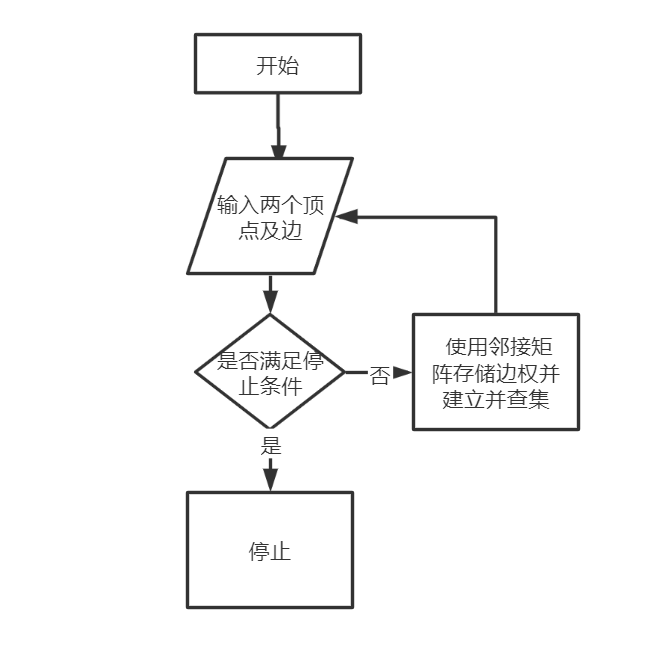 开始
输入两个顶
点及边
是否满足停
止条件
否
使用邻接矩
阵存储边权并
建立并查集
是
停止